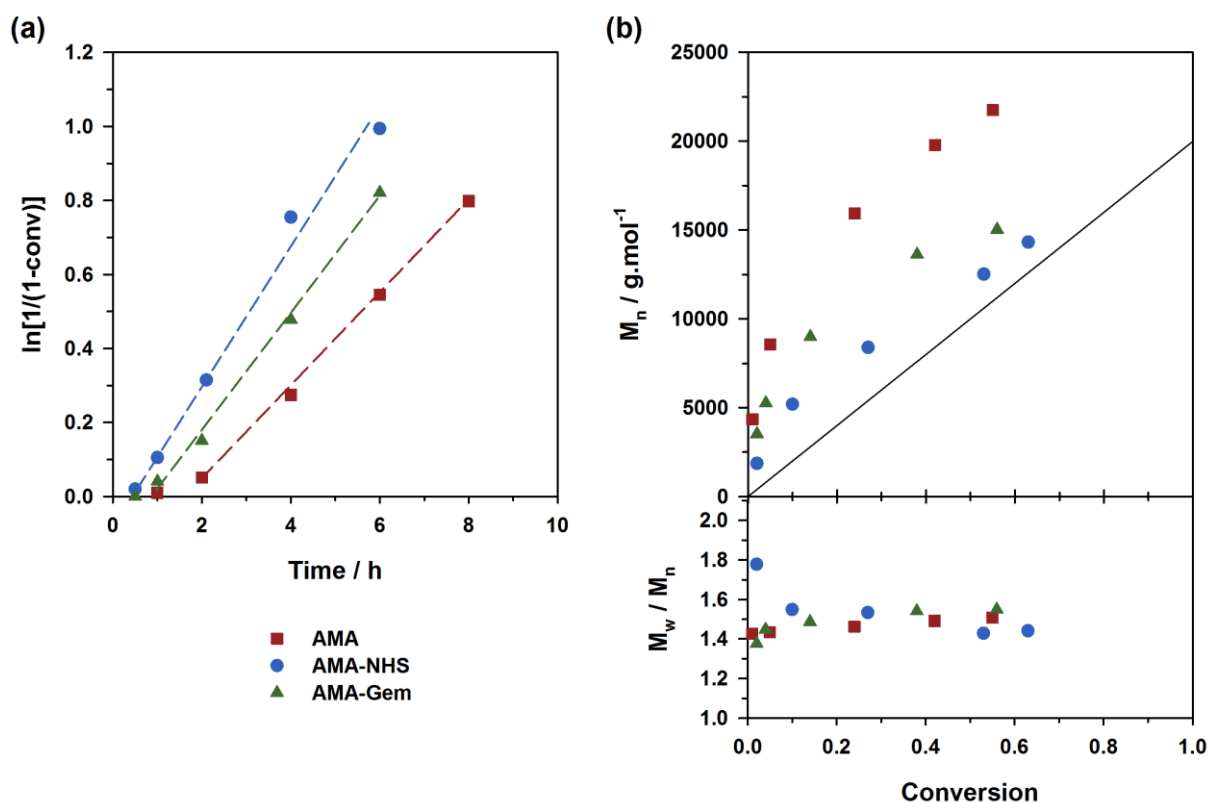 (a)
1.2
1.0
0.8
0.6
0.4
0.2
0.0
ln[1/(1-conv)]
0 2 4 6 8 10
Time / h
AMA
AMA-NHS
AMA-Gem
(b)
25000
20000
15000
10000
5000
0
Mₙ / g.mol⁻¹
2.0
1.8
1.6
1.4
1.2
1.0
M_w / Mₙ
0.0 0.2 0.4 0.6 0.8 1.0
Conversion